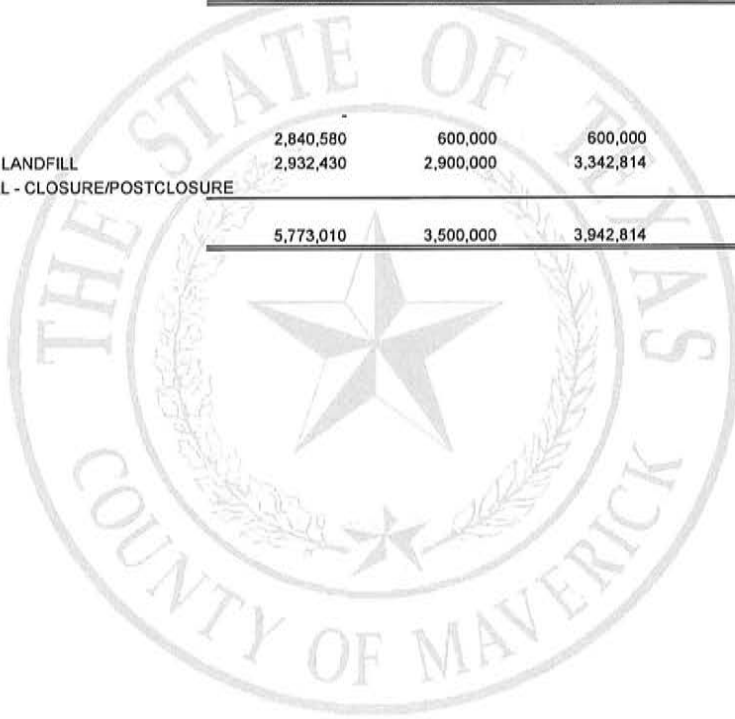 -
2,840,580 600,000 600,000
LANDFILL 2,932,430 2,900,000 3,342,814
L - CLOSURE/POSTCLOSURE
5,773,010 3,500,000 3,942,814
THE STATE OF TEXAS
COUNTY OF MAVERICK